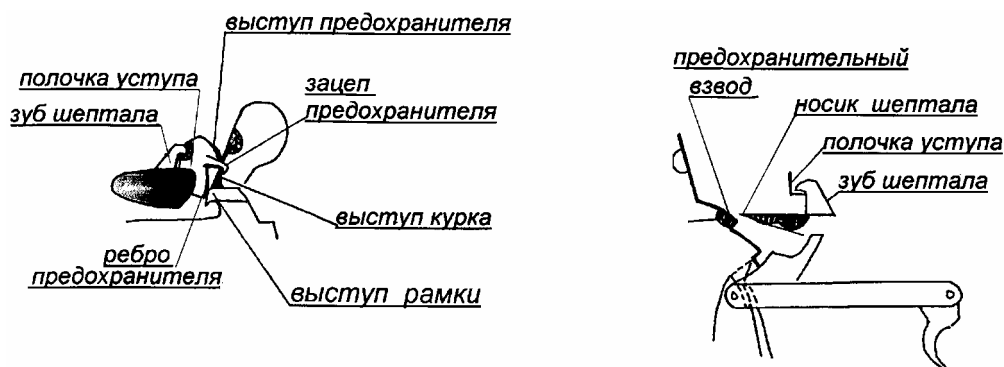 выступ предохранителя
полочка уступа
зацеп
предохранителя
зуб шептала
выступ курка
ребро
предохранителя
выступ рамки
предохранительный
взвод
носик шептала
полочка уступа
зуб шептала